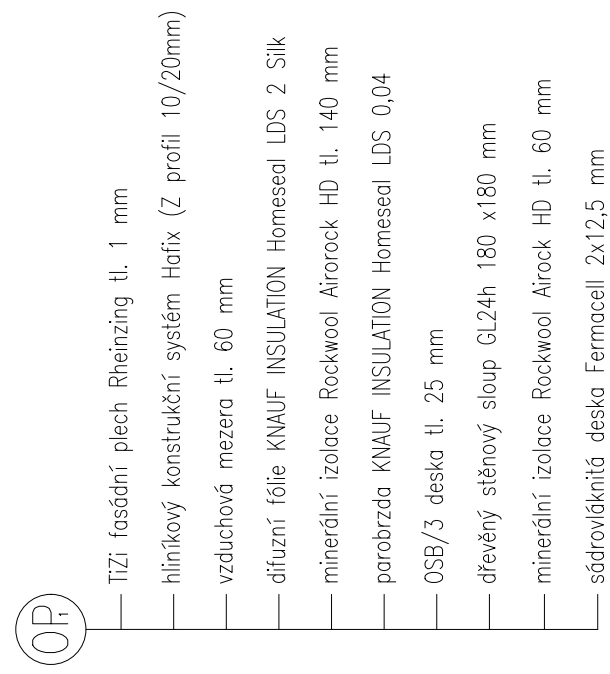 OP1
TiZi fasádní plech Rheinzing tl. 1 mm
hliníkový konstrukční systém Hafix (Z profil 10/20mm)
vzduchová mezera tl. 60 mm
difuzní fólie KNAUF INSULATION Homeseal LDS 2 Silk
minerální izolace Rockwool Airorock HD tl. 140 mm
parobrzda KNAUF INSULATION Homeseal LDS 0,04
OSB/3 deska tl. 25 mm
dřevěný stěnový sloup GL24h 180 x180 mm
minerální izolace Rockwool Airock HD tl. 60 mm
sádrovláknitá deska Fermacell 2x12,5 mm